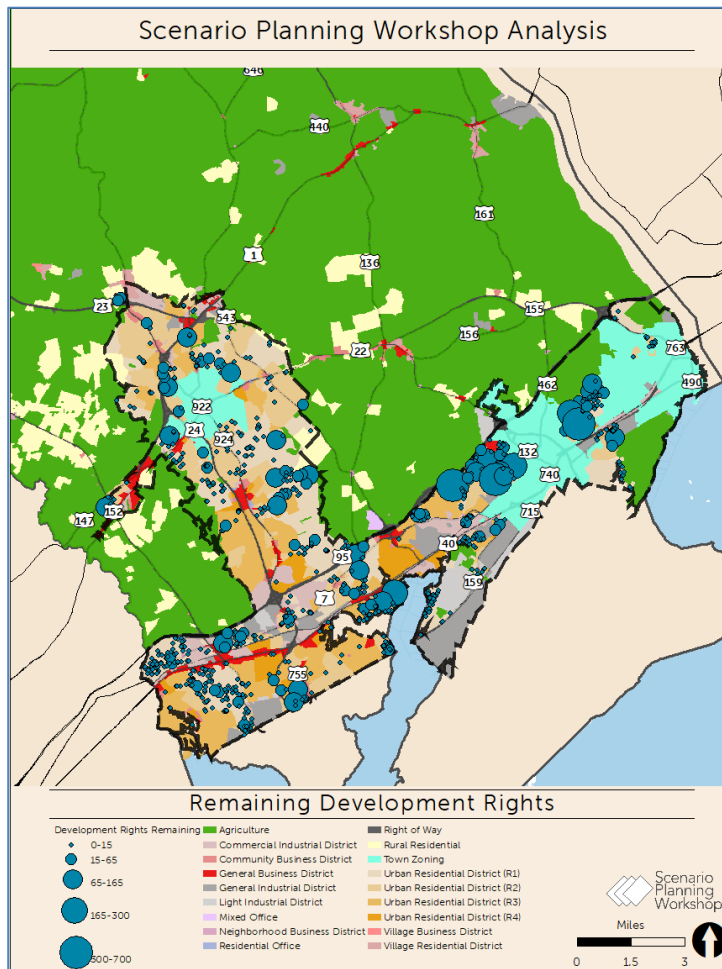 Scenario Planning Workshop Analysis
646
440
161
1
136
23
155
543
156
22
763
462
490
922
24
924
132
740
152
147
715
95
40
159
7
755
Remaining Development Rights
Development Rights Remaining
0-15
15-65
65-165
165-300
300-700
Agriculture
Commercial Industrial District
Community Business District
General Business District
General Industrial District
Light Industrial District
Mixed Office
Neighborhood Business District
Residential Office
Right of Way
Rural Residential
Town Zoning
Urban Residential District (R1)
Urban Residential District (R2)
Urban Residential District (R3)
Urban Residential District (R4)
Village Business District
Village Residential District
Scenario
Planning
Workshop
Miles
0 1.5 3